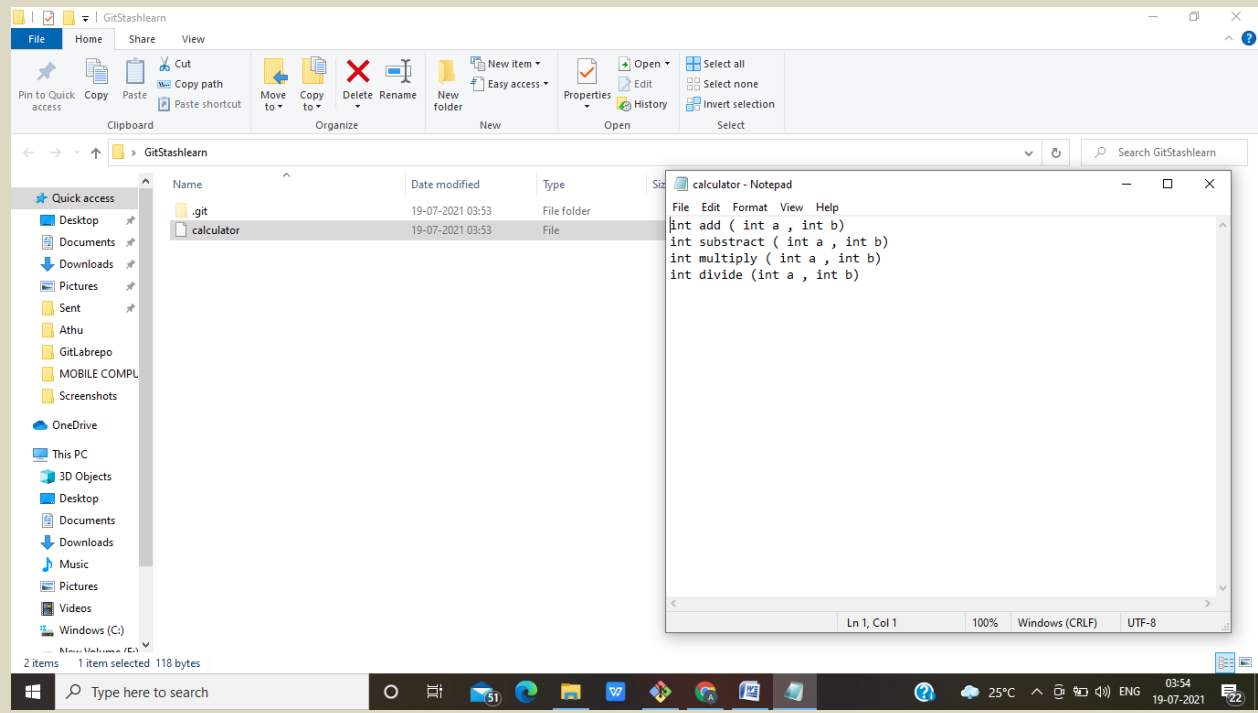 GitStashlearn
File Home Share View
Pin to Quick access
Copy
Paste
Cut
Copy path
Paste shortcut
Clipboard
Move to
Copy to
Delete
Rename
Organize
New folder
New item
Easy access
New
Properties
Open
Edit
History
Open
Select all
Select none
Invert selection
Select
GitStashlearn
Search GitStashlearn
Quick access
Desktop
Documents
Downloads
Pictures
Sent
Athu
GitLabrepo
MOBILE COMPU
Screenshots
OneDrive
This PC
3D Objects
Desktop
Documents
Downloads
Music
Pictures
Videos
Windows (C:)
Name Date modified Type Siz
.git 19-07-2021 03:53 File folder
calculator 19-07-2021 03:53 File
calculator - Notepad
File Edit Format View Help
int add ( int a , int b)
int substract ( int a , int b)
int multiply ( int a , int b)
int divide (int a , int b)
Ln 1, Col 1 100% Windows (CRLF) UTF-8
2 items 1 item selected 118 bytes
Type here to search
51
25°C
ENG
03:54
19-07-2021
22